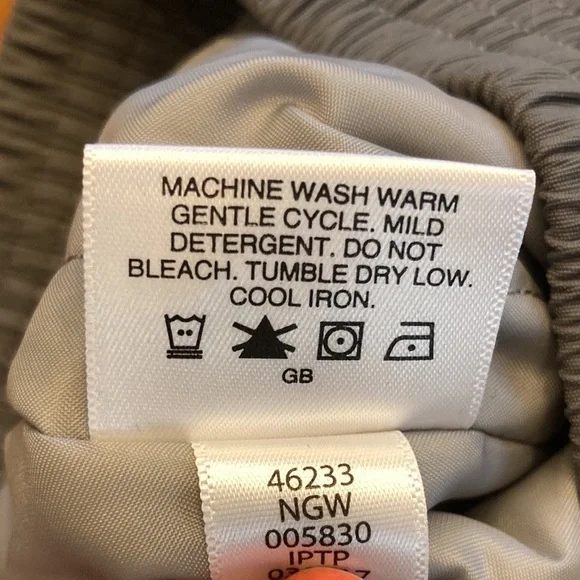 MACHINE WASH WARM
GENTLE CYCLE. MILD
DETERGENT. DO NOT
BLEACH. TUMBLE DRY LOW.
COOL IRON.
GB
46233
NGW
005830
IPTP